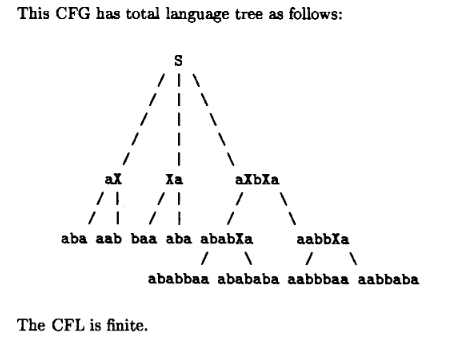 This CFG has total language tree as follows:
S
aX Xa aXbXa
aba aab baa aba ababXa aabbXa
ababbaa abababa aabbbaa aabbaba
The CFL is finite.